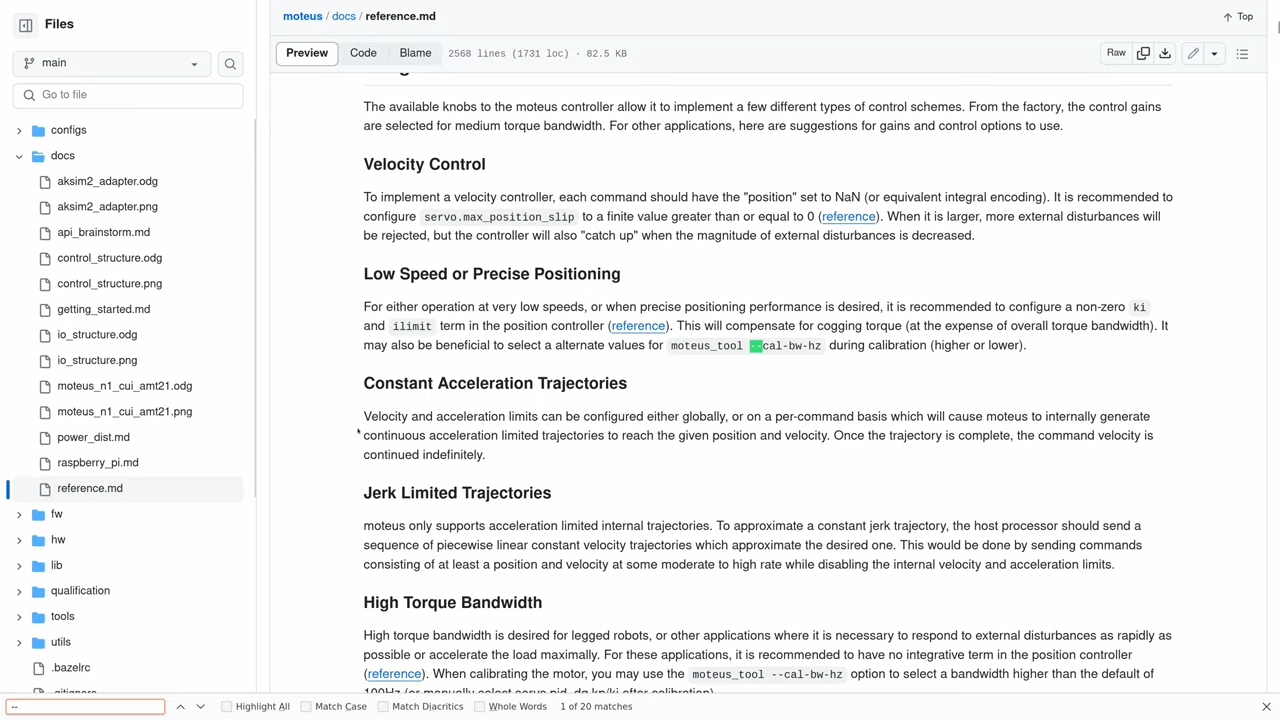 Files
main
Go to file
configs
docs
aksim2_adapter.odg
aksim2_adapter.png
api_brainstorm.md
control_structure.odg
control_structure.png
getting_started.md
io_structure.odg
io_structure.png
moteus_n1_cui_amt21.odg
moteus_n1_cui_amt21.png
power_dist.md
raspberry_pi.md
reference.md
fw
hw
lib
qualification
tools
utils
.bazelrc
.gitignore
moteus / docs / reference.md
Top
Preview Code Blame 2568 lines (1731 loc) · 82.5 KB Raw
The available knobs to the moteus controller allow it to implement a few different types of control schemes. From the factory, the control gains
are selected for medium torque bandwidth. For other applications, here are suggestions for gains and control options to use.
Velocity Control
To implement a velocity controller, each command should have the "position" set to NaN (or equivalent integral encoding). It is recommended to
configure servo.max_position_slip to a finite value greater than or equal to 0 (reference). When it is larger, more external disturbances will
be rejected, but the controller will also "catch up" when the magnitude of external disturbances is decreased.
Low Speed or Precise Positioning
For either operation at very low speeds, or when precise positioning performance is desired, it is recommended to configure a non-zero ki
and ilimit term in the position controller (reference). This will compensate for cogging torque (at the expense of overall torque bandwidth). It
may also be beneficial to select a alternate values for moteus_tool --cal-bw-hz during calibration (higher or lower).
Constant Acceleration Trajectories
Velocity and acceleration limits can be configured either globally, or on a per-command basis which will cause moteus to internally generate
continuous acceleration limited trajectories to reach the given position and velocity. Once the trajectory is complete, the command velocity is
continued indefinitely.
Jerk Limited Trajectories
moteus only supports acceleration limited internal trajectories. To approximate a constant jerk trajectory, the host processor should send a
sequence of piecewise linear constant velocity trajectories which approximate the desired one. This would be done by sending commands
consisting of at least a position and velocity at some moderate to high rate while disabling the internal velocity and acceleration limits.
High Torque Bandwidth
High torque bandwidth is desired for legged robots, or other applications where it is necessary to respond to external disturbances as rapidly as
possible or accelerate the load maximally. For these applications, it is recommended to have no integrative term in the position controller
(reference). When calibrating the motor, you may use the moteus_tool --cal-bw-hz option to select a bandwidth higher than the default of
100Hz (or manually select servo.pid_dq.kp/ki after calibration).
-- Highlight All Match Case Match Diacritics Whole Words 1 of 20 matches